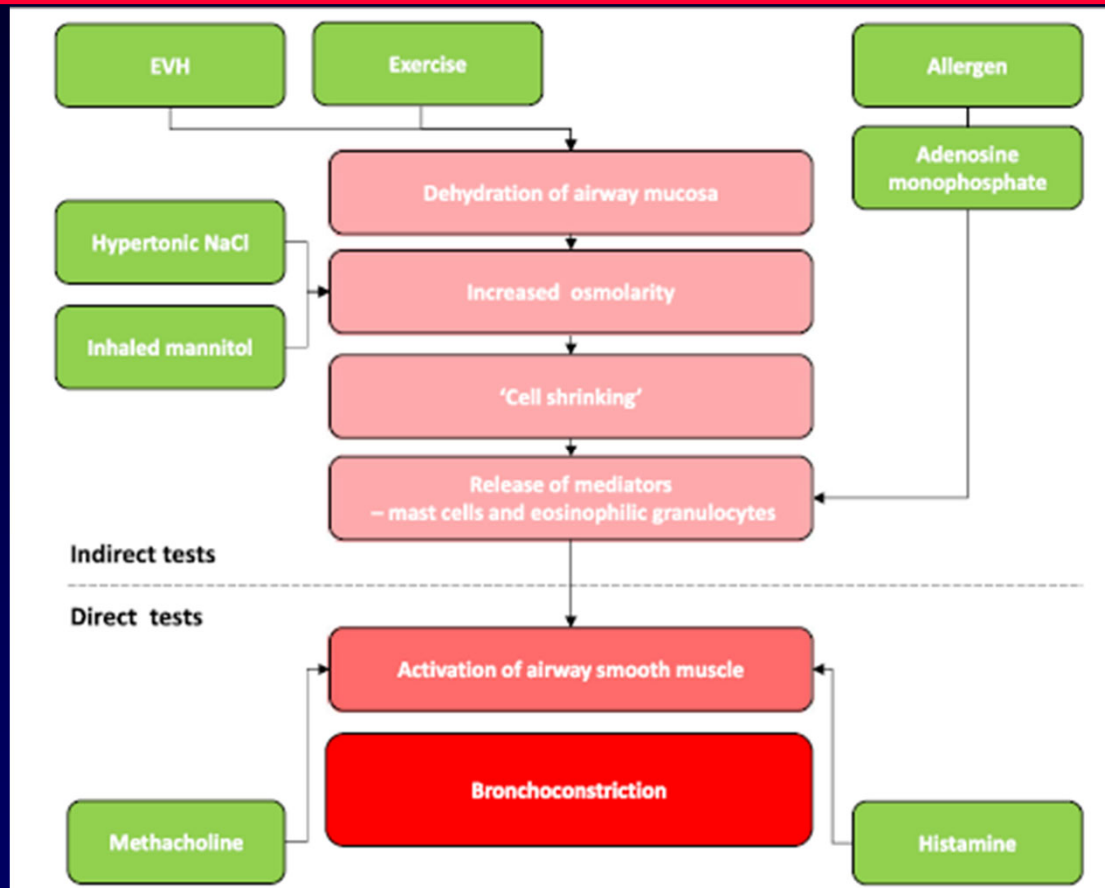 EVH
Exercise
Allergen
Adenosine
monophosphate
Dehydration of airway mucosa
Hypertonic NaCl
Increased osmolarity
Inhaled mannitol
‘Cell shrinking’
Release of mediators
– mast cells and eosinophilic granulocytes
Indirect tests
Direct tests
Activation of airway smooth muscle
Bronchoconstriction
Methacholine
Histamine